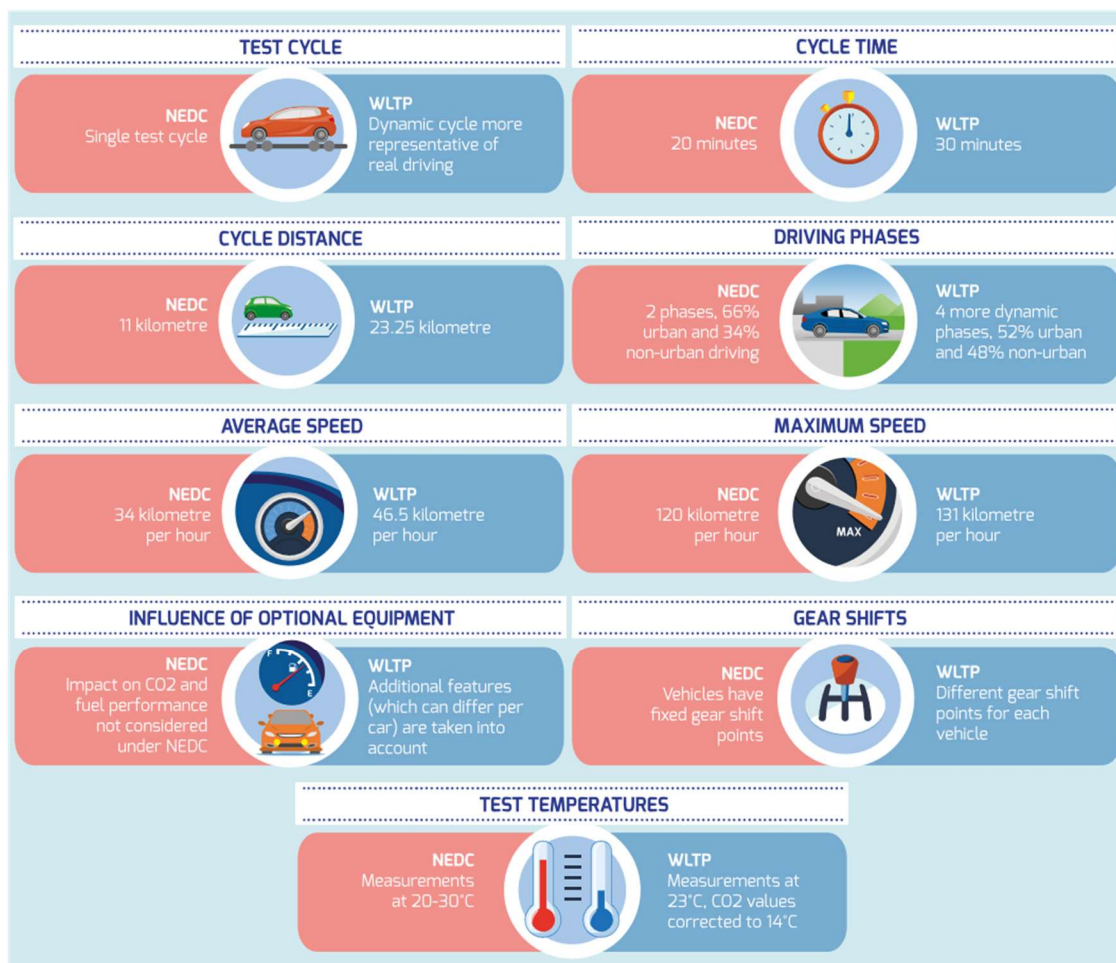 TEST CYCLE
NEDC
Single test cycle
WLTP
Dynamic cycle more
representative of
real driving
CYCLE TIME
NEDC
20 minutes
WLTP
30 minutes
CYCLE DISTANCE
NEDC
11 kilometre
WLTP
23.25 kilometre
DRIVING PHASES
NEDC
2 phases, 66%
urban and 34%
non-urban driving
WLTP
4 more dynamic
phases, 52% urban
and 48% non-urban
AVERAGE SPEED
NEDC
34 kilometre
per hour
WLTP
46.5 kilometre
per hour
MAXIMUM SPEED
NEDC
120 kilometre
per hour
MAX
WLTP
131 kilometre
per hour
INFLUENCE OF OPTIONAL EQUIPMENT
NEDC
Impact on CO2 and
fuel performance
not considered
under NEDC
F
E
WLTP
Additional features
(which can differ per
car) are taken into
account
GEAR SHIFTS
NEDC
Vehicles have
fixed gear shift
points
WLTP
Different gear shift
points for each
vehicle
TEST TEMPERATURES
NEDC
Measurements
at 20-30°C
WLTP
Measurements at
23°C, CO2 values
corrected to 14°C